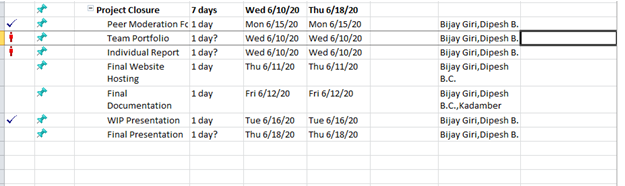 Project Closure 7 days Wed 6/10/20 Thu 6/18/20
Peer Moderation Fo 1 day Mon 6/15/20 Mon 6/15/20 Bijay Giri,Dipesh B.
Team Portfolio 1 day? Wed 6/10/20 Wed 6/10/20 Bijay Giri,Dipesh B.
Individual Report 1 day? Wed 6/10/20 Wed 6/10/20 Bijay Giri,Dipesh B.
Final Website 1 day Thu 6/11/20 Thu 6/11/20 Bijay Giri,Dipesh
Hosting B.C.
Final 1 day Fri 6/12/20 Fri 6/12/20 Bijay Giri,Dipesh
Documentation B.C.,Kadamber
WIP Presentation 1 day Tue 6/16/20 Tue 6/16/20 Bijay Giri,Dipesh B.
Final Presentation 1 day? Thu 6/18/20 Thu 6/18/20 Bijay Giri,Dipesh B.